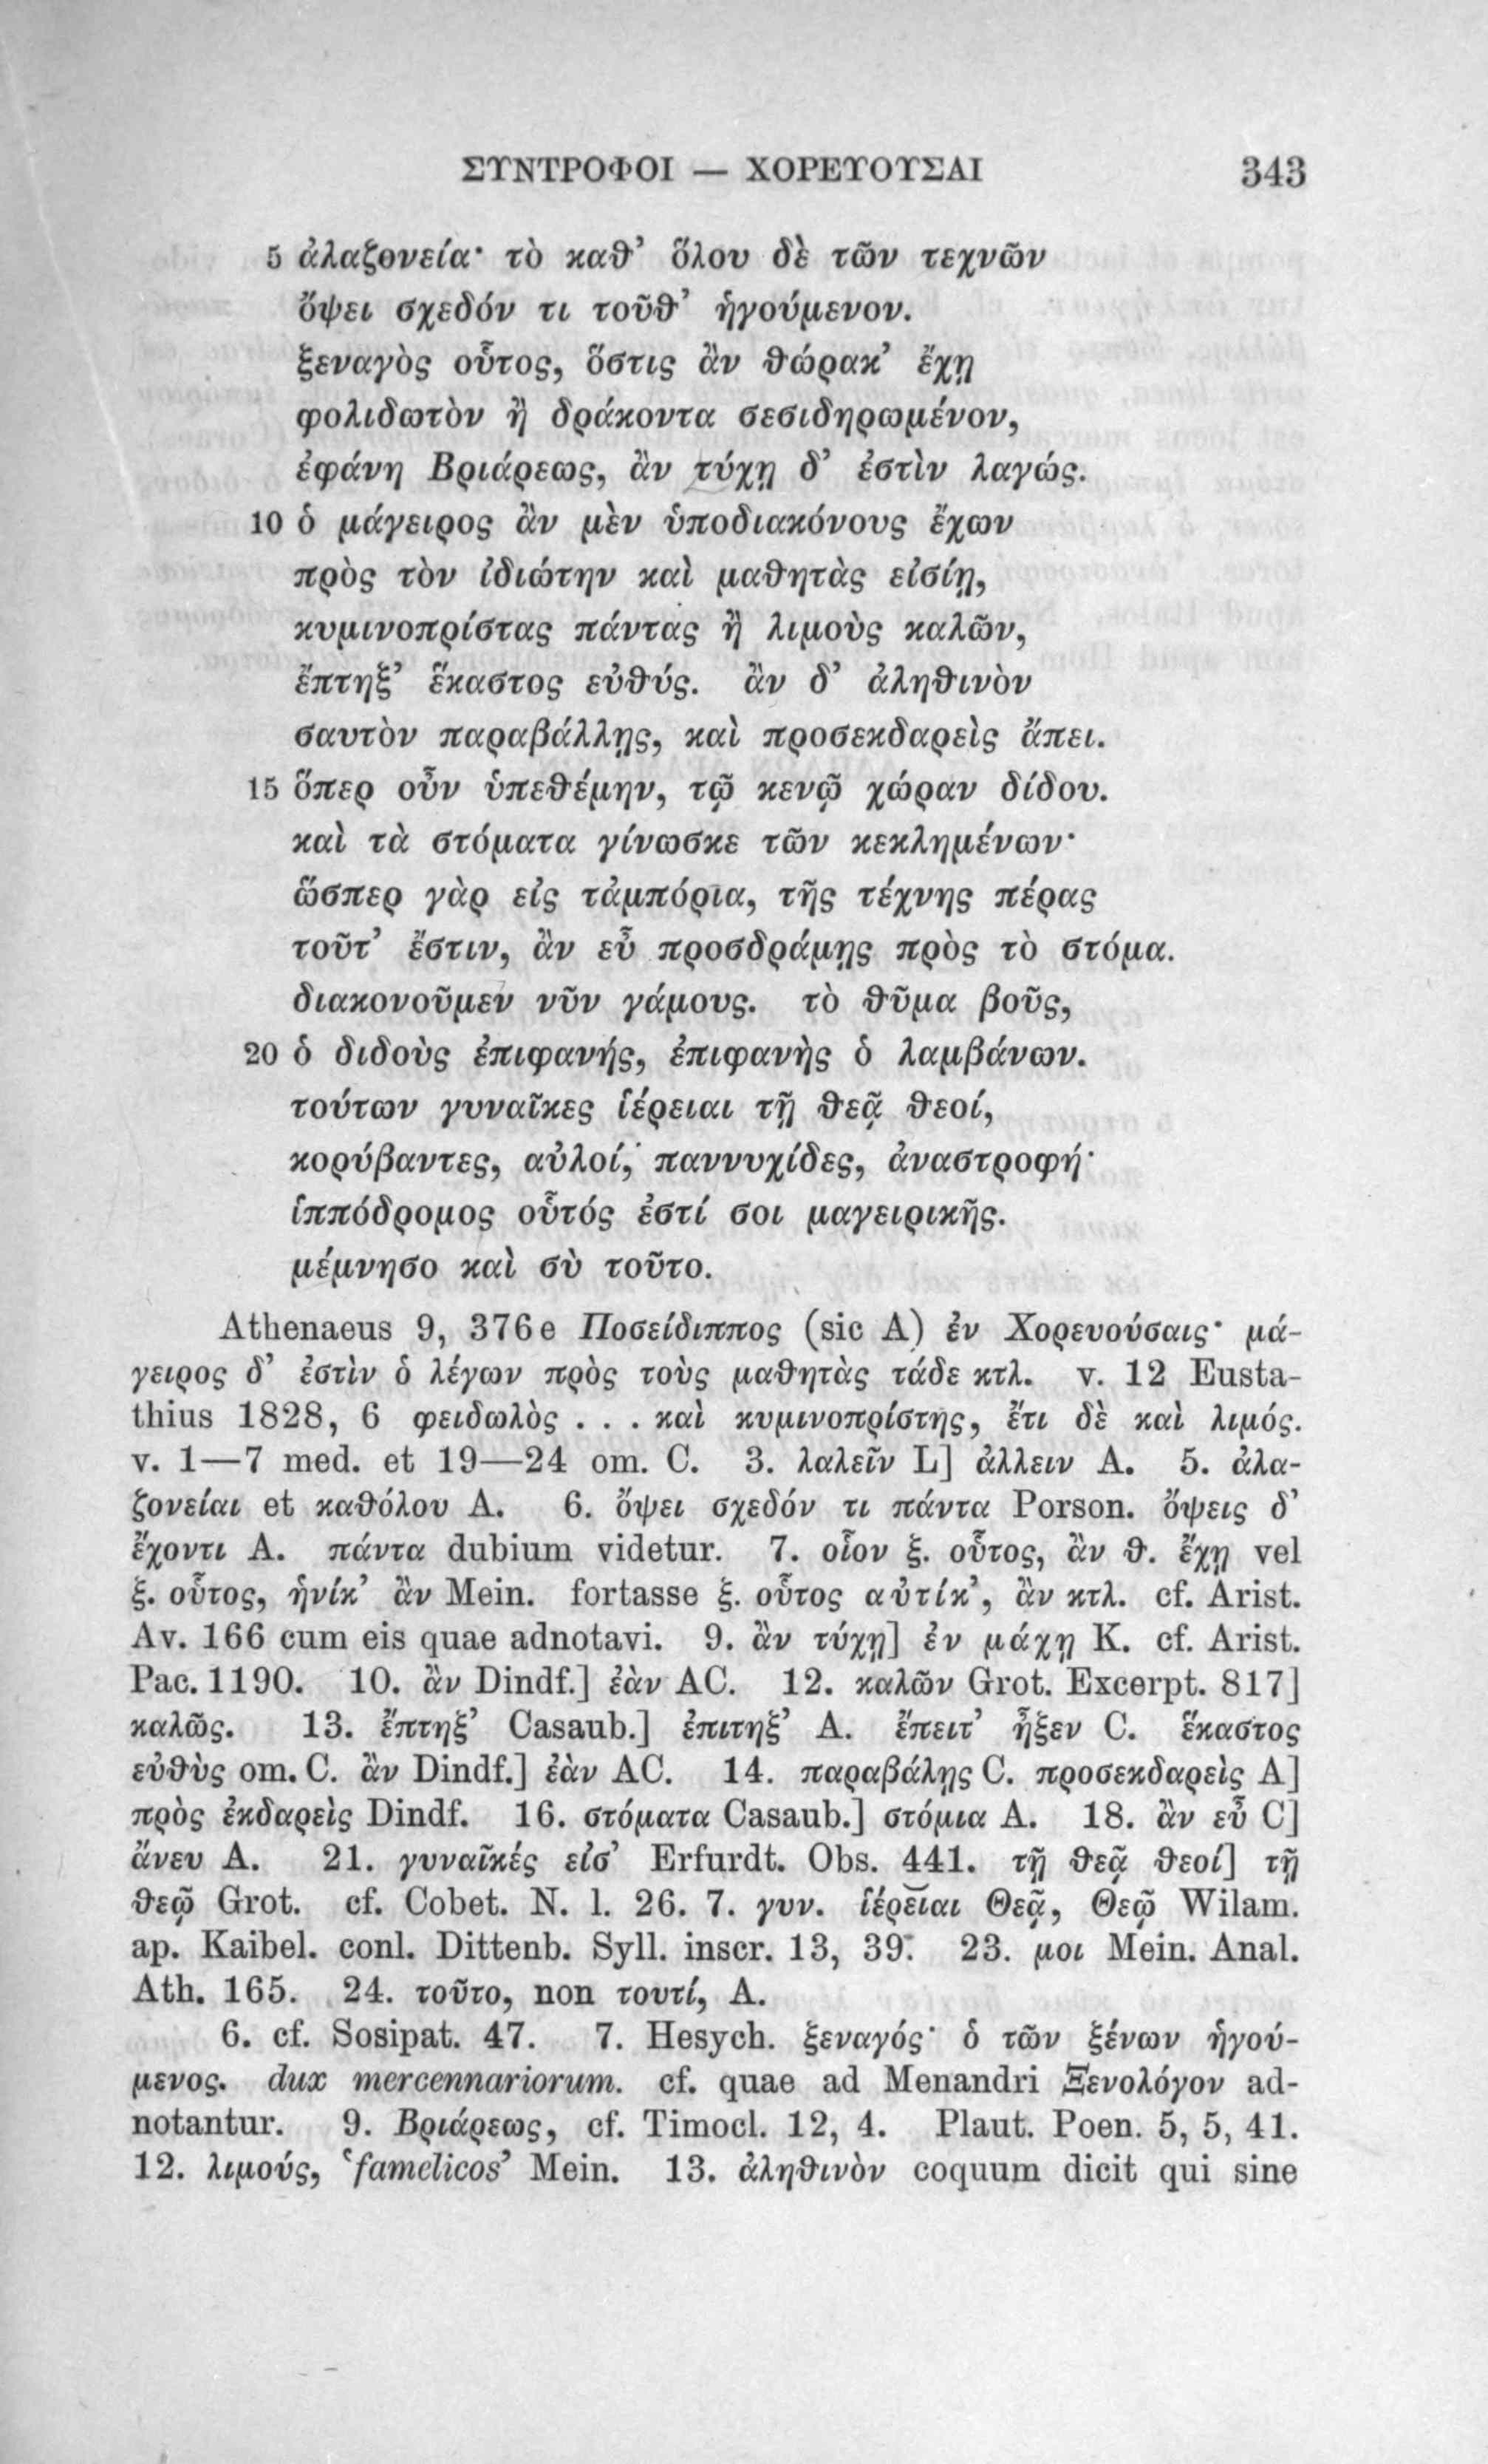 ΣΥΝΤΡΟΦΟΙ — ΧΟΡΕΥΟΥΣΑΙ 343
5 ἀλαζονεία· τὸ καθ’ ὅλου δὲ τῶν τεχνῶν
ὄψει σχεδόν τι τοῦθ’ ἡγούμενον.
ξεναγὸς οὗτος, ὅστις ἂν θώρακ’ ἔχῃ
φολιδωτὸν ἢ δράκοντα σεσιδηρωμένον,
ἐφάνη Βριάρεως, ἂν τύχῃ δ’ ἐστὶν λαγώς.
10 ὁ μάγειρος ἂν μὲν ὑποδιακόνους ἔχων
πρὸς τὸν ἰδιώτην καὶ μαθητὰς εἰσίῃ,
κυμινοπρίστας πάντας ἢ λιμοὺς καλῶν,
ἔπτηξ’ ἕκαστος εὐθύς. ἂν δ’ ἀληθινὸν
σαυτὸν παραβάλλῃς, καὶ προσεκδαρεὶς ἄπει.
15 ὅπερ οὖν ὑπεθέμην, τῷ κενῷ χώραν δίδου.
καὶ τὰ στόματα γίνωσκε τῶν κεκλημένων·
ὥσπερ γὰρ εἰς τἀμπόρια, τῆς τέχνης πέρας
τοῦτ’ ἔστιν, ἂν εὖ προσδράμῃς πρὸς τὸ στόμα.
διακονοῦμεν νῦν γάμους. τὸ θῦμα βοῦς,
20 ὁ διδοὺς ἐπιφανής, ἐπιφανὴς ὁ λαμβάνων.
τούτων γυναῖκες ἱέρειαι τῇ θεᾷ θεοί,
κορύβαντες, αὐλοί, παννυχίδες, ἀναστροφή·
ἱππόδρομος οὗτός ἐστί σοι μαγειρικῆς.
μέμνησο καὶ σὺ τοῦτο.
Athenaeus 9, 376e Ποσείδιππος (sic A) ἐν Χορευούσαις· μά-
γειρος δ’ ἐστὶν ὁ λέγων πρὸς τοὺς μαθητὰς τάδε κτλ. v. 12 Eusta-
thius 1828, 6 φειδωλὸς . . . καὶ κυμινοπρίστης, ἔτι δὲ καὶ λιμός.
v. 1—7 med. et 19—24 om. C. 3. λαλεῖν L] ἀλλειν A. 5. ἀλα-
ζονείαι et καθόλου A. 6. ὄψει σχεδόν τι πάντα Porson. ὄψεις δ’
ἔχοντι A. πάντα dubium videtur. 7. οἷον ξ. οὗτος, ἂν θ. ἔχῃ vel
ξ. οὗτος, ἡνίκ’ ἂν Mein. fortasse ξ. οὗτος αὐτίκ’, ἂν κτλ. cf. Arist.
Av. 166 cum eis quae adnotavi. 9. ἂν τύχῃ] ἐν μάχῃ K. cf. Arist.
Pac. 1190. 10. ἂν Dindf.] ἐὰν AC. 12. καλῶν Grot. Excerpt. 817]
καλῶς. 13. ἔπτηξ’ Casaub.] ἐπιτηξ’ A. ἔπειτ’ ἧξεν C. ἕκαστος
εὐθὺς om. C. ἂν Dindf.] ἐὰν AC. 14. παραβάλῃς C. προσεκδαρεὶς A]
πρὸς ἐκδαρεὶς Dindf. 16. στόματα Casaub.] στόμια A. 18. ἂν εὖ C]
ἄνευ A. 21. γυναῖκές εἰσ’ Erfurdt. Obs. 441. τῇ θεᾷ θεοί] τῇ
θεῷ Grot. cf. Cobet. N. l. 26. 7. γυν. ἱέρειαι Θεᾷ, Θεῷ Wilam.
ap. Kaibel. conl. Dittenb. Syll. inscr. 13, 39. 23. μοι Mein. Anal.
Ath. 165. 24. τοῦτο, non τουτί, A.
6. cf. Sosipat. 47. 7. Hesych. ξεναγός· ὁ τῶν ξένων ἡγού-
μενος. dux mercennariorum. cf. quae ad Menandri Ξενολόγον ad-
notantur. 9. Βριάρεως, cf. Timocl. 12, 4. Plaut. Poen. 5, 5, 41.
12. λιμούς, ‘famelicos’ Mein. 13. ἀληθινὸν coquum dicit qui sine